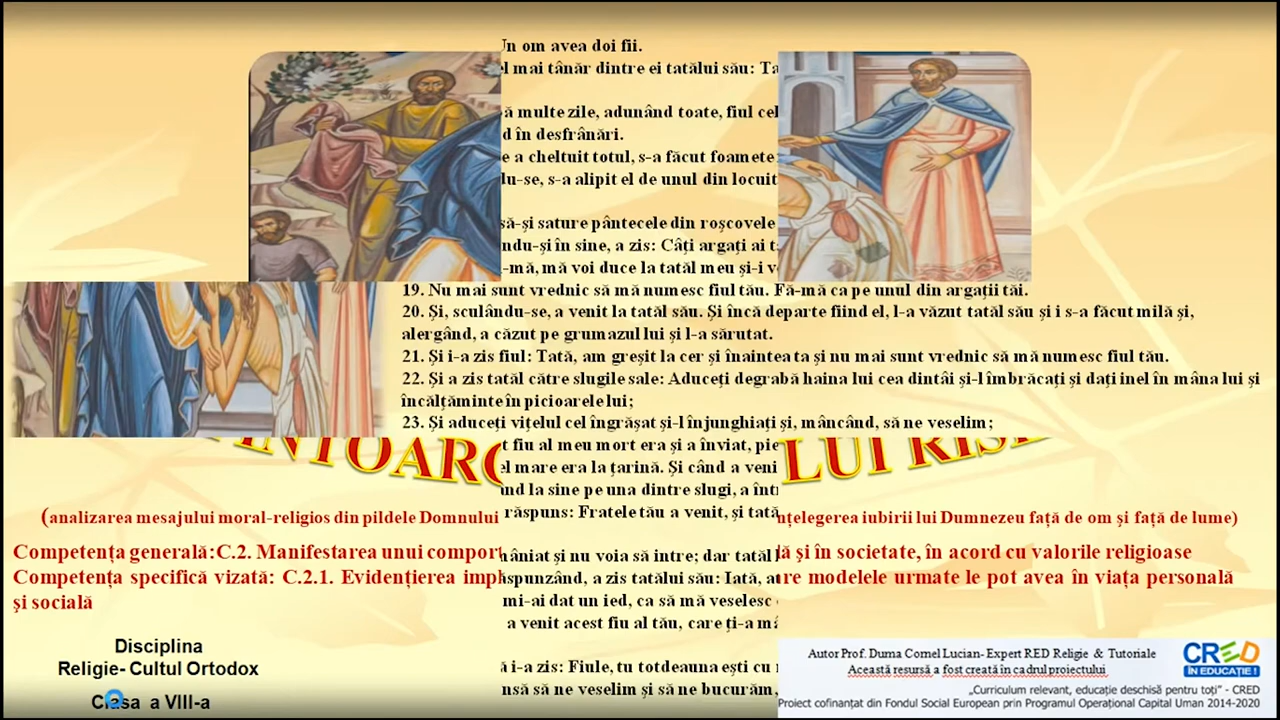 Un om avea doi fii.
el mai tânăr dintre ei tatălui său: Ta
ă multe zile, adunând toate, fiul cel
d în desfrânări.
e a cheltuit totul, s-a făcut foamete
du-se, s-a alipit el de unul din locuit
să-și sature pântecele din roșcovele
ndu-și în sine, a zis: Câți argați ai t
-mă, mă voi duce la tatăl meu și-i v
19. Nu mai sunt vrednic să mă numesc fiul tău. Fă-mă ca pe unul din argații tăi.
20. Și, sculându-se, a venit la tatăl său. Și încă departe fiind el, l-a văzut tatăl său și i s-a făcut milă și,
alergând, a căzut pe grumazul lui și l-a sărutat.
21. Și i-a zis fiul: Tată, am greșit la cer și înaintea ta și nu mai sunt vrednic să mă numesc fiul tău.
22. Și a zis tatăl către slugile sale: Aduceți degrabă haina lui cea dintâi și-l îmbrăcați și dați inel în mâna lui și
încălțăminte în picioarele lui;
23. Și aduceți vițelul cel îngrășat și-l înjunghiați și, mâncând, să ne veselim;
t fiu al meu mort era și a înviat, pie
el mare era la țarină. Și când a veni
ând la sine pe una dintre slugi, a înt
răspuns: Fratele tău a venit, și tată
NTOARC LUI RISI
(analizarea mesajului moral-religios din pildele Domnului nțelegerea iubirii lui Dumnezeu față de om și față de lume)
mâniat și nu voia să intre; dar tatăl l
Competența generală:C.2. Manifestarea unui comport lă și în societate, în acord cu valorile religioase
Competența specifică vizată: C.2.1. Evidențierea impl re modelele urmate le pot avea în viața personală
și socială
ăspunzând, a zis tatălui său: Iată, at
mi-ai dat un ied, ca să mă veselesc
a venit acest fiu al tău, care ți-a mâ
ă i-a zis: Fiule, tu totdeauna ești cu
nsă să ne veselim și să ne bucurăm,
Disciplina
Religie- Cultul Ortodox
Clasa a VIII-a
Autor Prof. Duma Cornel Lucian- Expert RED Religie & Tutoriale
Această resursă a fost creată în cadrul proiectului
CRED
ÎN EDUCAȚIE !
„Curriculum relevant, educație deschisă pentru toți” - CRED
Proiect cofinanțat din Fondul Social European prin Programul Operațional Capital Uman 2014-2020